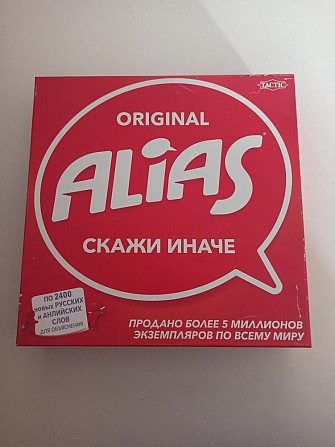 TACTIC
ORIGINAL
ALiAS
СКАЖИ ИНАЧЕ
ПО 2400
новых РУССКИХ
и АНЛИЙСКИХ
СЛОВ
ДЛЯ ОБЪЯСНЕНИЯ
ПРОДАНО БОЛЕЕ 5 МИЛЛИОНОВ
ЭКЗЕМПЛЯРОВ ПО ВСЕМУ МИРУ